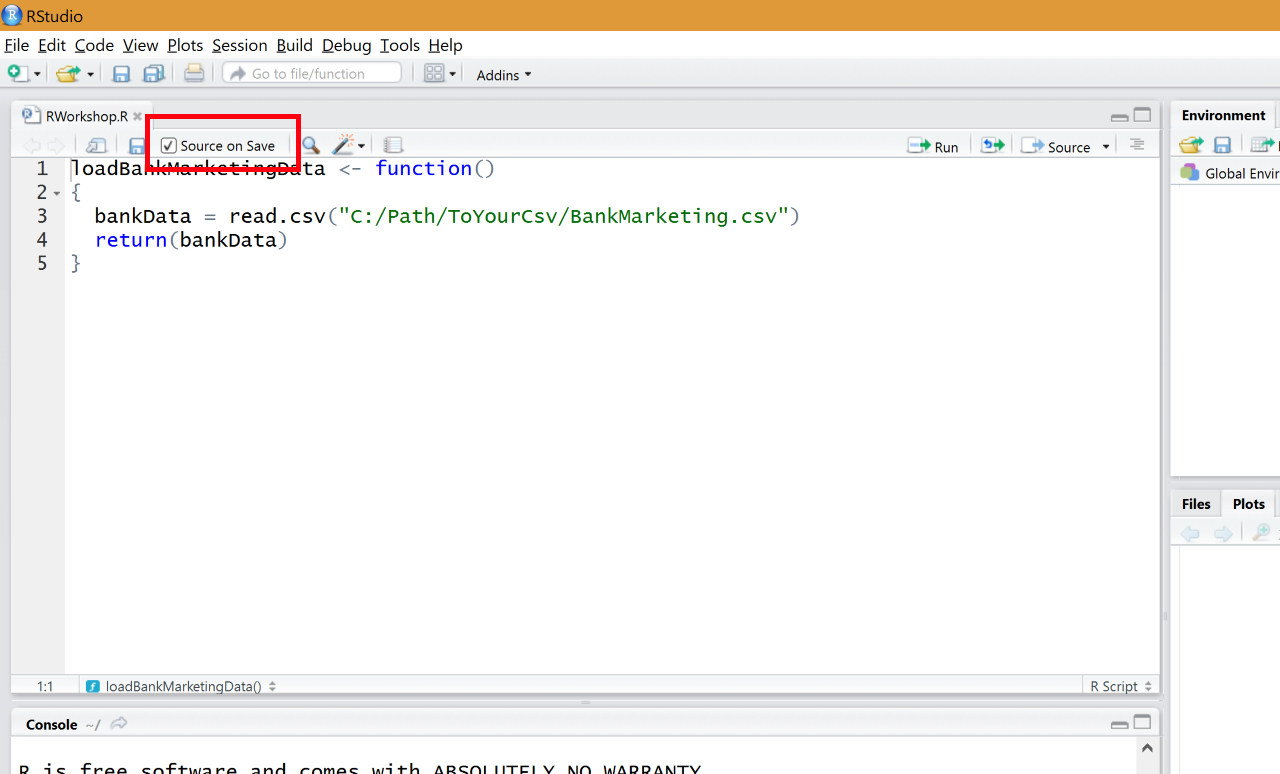 RStudio
File Edit Code View Plots Session Build Debug Tools Help
Go to file/function Addins
RWorkshop.R
Source on Save Run Source
1 loadBankMarketingData <- function()
2 {
3 bankData = read.csv("C:/Path/ToYourCsv/BankMarketing.csv")
4 return(bankData)
5 }
1:1 loadBankMarketingData() R Script
Console ~/
R is free software and comes with ABSOLUTELY NO WARRANTY
Environment
Global Envir
Files Plots